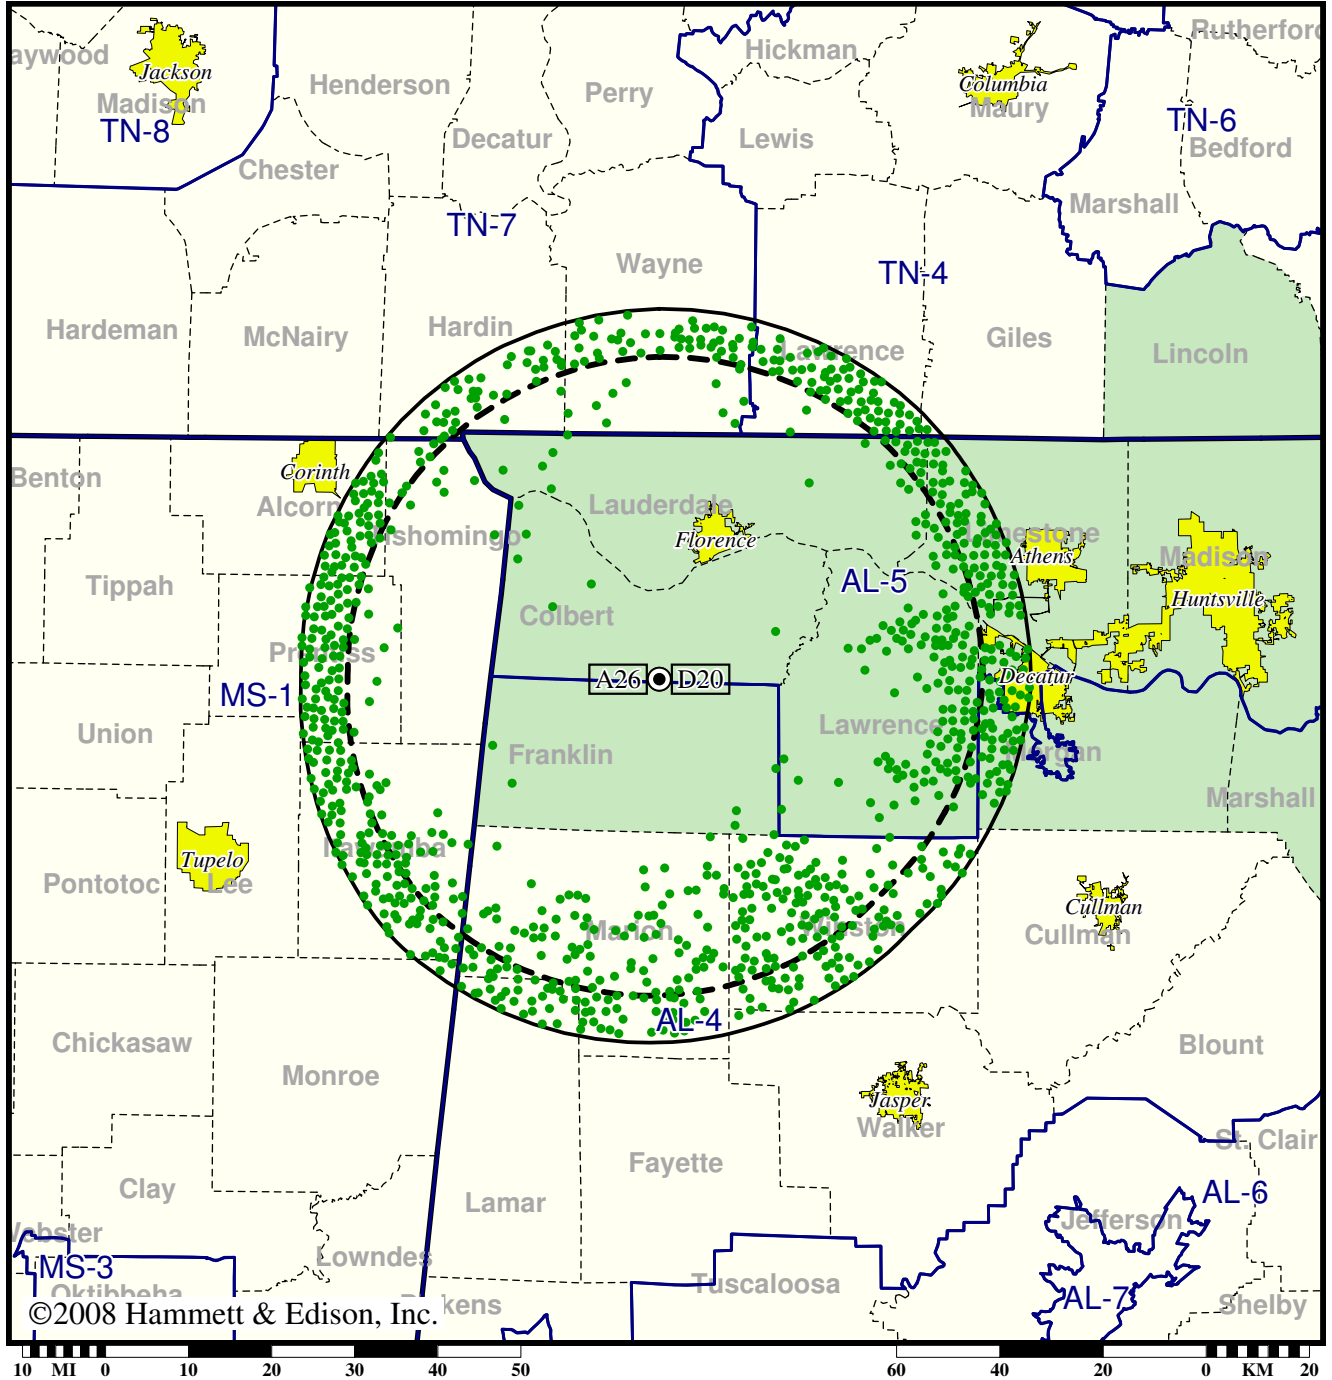 Rutherford
Hickman
aywood
Jackson
Henderson
Perry
Columbia
Madison
Maury
TN-8
TN-6
Decatur
Lewis
Bedford
Chester
Marshall
TN-7
Wayne
TN-4
Hardeman
McNairy
Hardin
Lawrence
Giles
Lincoln
Benton
Corinth
Alcorn
Lauderdale
Florence
Tishomingo
Limestone
Athens
Madison
Tippah
AL-5
Huntsville
Colbert
Prentiss
A26
D20
Decatur
MS-1
Union
Lawrence
Franklin
Morgan
Marshall
Itawamba
Tupelo
Pontotoc
Lee
Cullman
Marion
Winston
Cullman
AL-4
Chickasaw
Blount
Monroe
Jasper
Walker
St. Clair
Fayette
Clay
Lamar
AL-6
Jefferson
Webster
Lowndes
MS-3
Tuscaloosa
Oktibbeha
AL-7
Shelby
©2008 Hammett & Edison, Inc.
kens
10 MI 0 10 20 30 40 50 60 40 20 0 KM 20